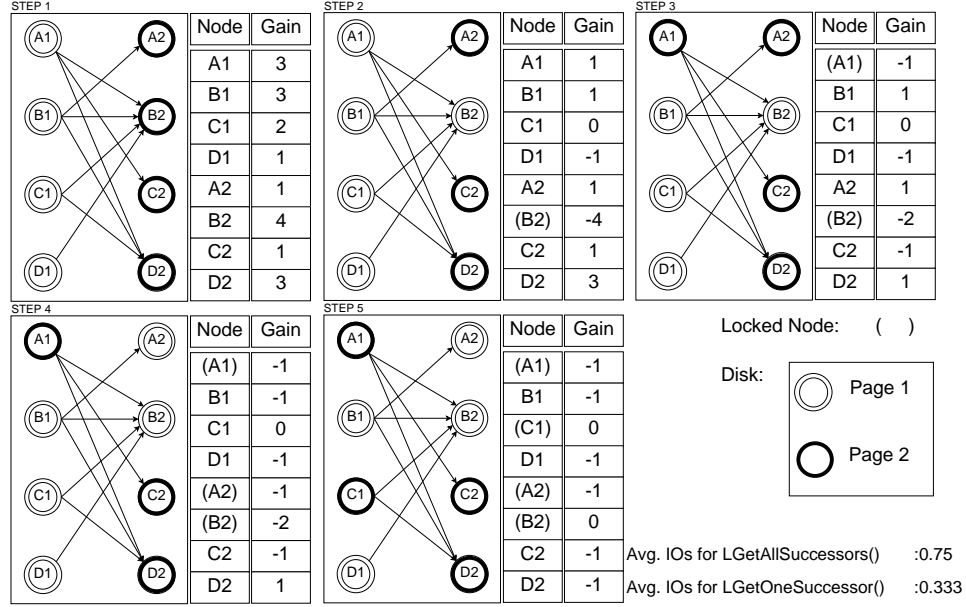 STEP 1
Node Gain
A1 A2
A1 3
B1 3
B1 B2
C1 2
D1 1
C1 C2
A2 1
B2 4
C2 1
D1 D2
D2 3
STEP 2
Node Gain
A1 A2
A1 1
B1 1
B1 B2
C1 0
D1 -1
C1 C2
A2 1
(B2) -4
C2 1
D1 D2
D2 3
STEP 3
Node Gain
A1 A2
(A1) -1
B1 1
B1 B2
C1 0
D1 -1
C1 C2
A2 1
(B2) -2
C2 -1
D1 D2
D2 1
STEP 4
Node Gain
A1 A2
(A1) -1
B1 -1
B1 B2
C1 0
D1 -1
C1 C2
(A2) -1
(B2) -2
C2 -1
D1 D2
D2 1
STEP 5
Node Gain
A1 A2
(A1) -1
B1 -1
B1 B2
(C1) 0
D1 -1
C1 C2
(A2) -1
(B2) 0
C2 -1
D1 D2
D2 -1
Locked Node: ( )
Disk:
Page 1
Page 2
Avg. IOs for LGetAllSuccessors() :0.75
Avg. IOs for LGetOneSuccessor() :0.333